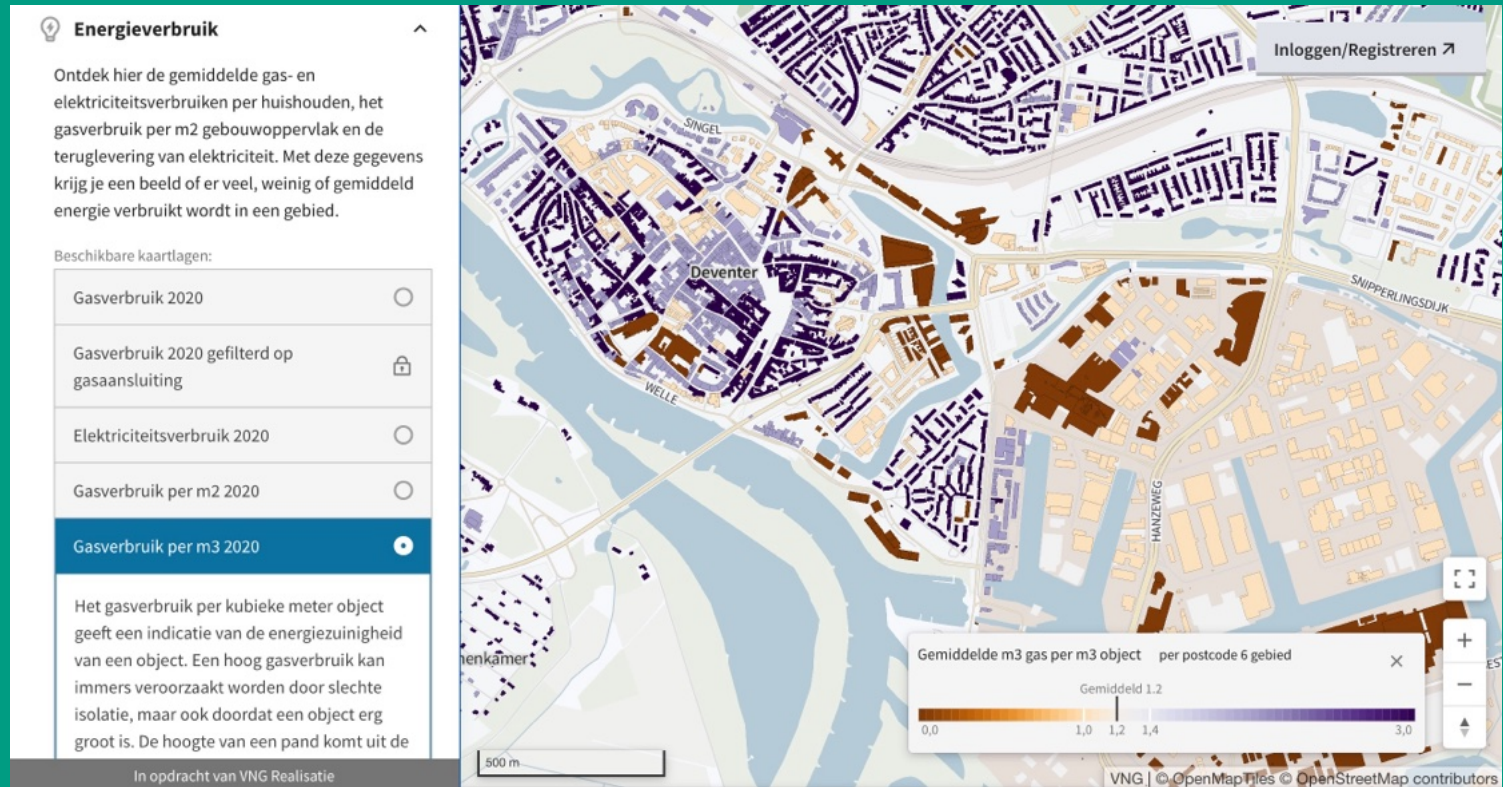 Energieverbruik
Ontdek hier de gemiddelde gas- en
elektriciteitsverbruiken per huishouden, het
gasverbruik per m2 gebouwoppervlak en de
teruglevering van elektriciteit. Met deze gegevens
krijg je een beeld of er veel, weinig of gemiddeld
energie verbruikt wordt in een gebied.
Beschikbare kaartlagen:
Gasverbruik 2020
Gasverbruik 2020 gefilterd op
gasaansluiting
Elektriciteitsverbruik 2020
Gasverbruik per m2 2020
Gasverbruik per m3 2020
Het gasverbruik per kubieke meter object
geeft een indicatie van de energiezuinigheid
van een object. Een hoog gasverbruik kan
immers veroorzaakt worden door slechte
isolatie, maar ook doordat een object erg
groot is. De hoogte van een pand komt uit de
In opdracht van VNG Realisatie
Inloggen/Registreren
SINGEL
Deventer
SNIPPERLINGSDIJK
WELLE
HANZEWEG
enkamer
Gemiddelde m3 gas per m3 object per postcode 6 gebied
Gemiddeld 1.2
0,0 1,0 1,2 1,4 3,0
500 m
VNG | © OpenMapTiles © OpenStreetMap contributors